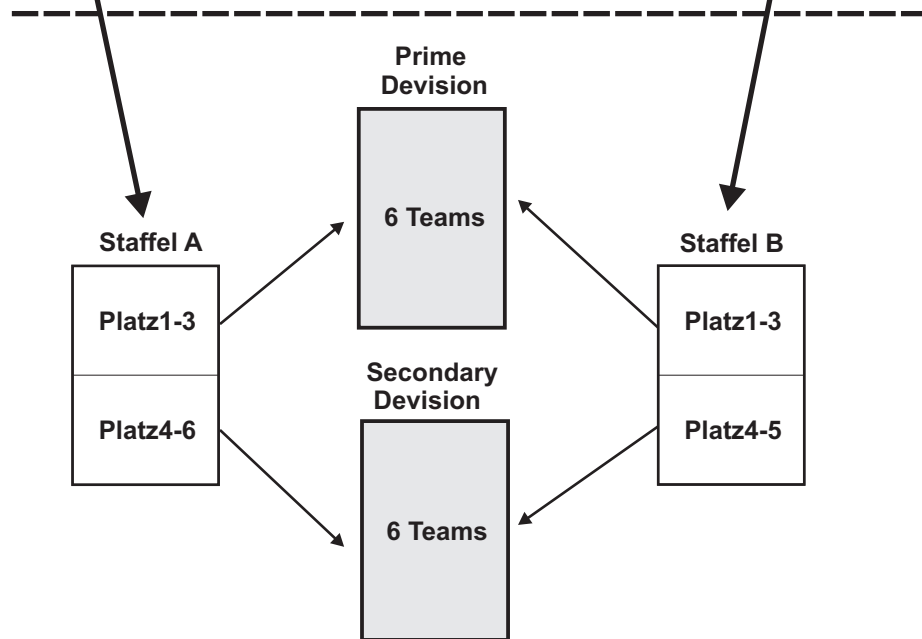 Prime
Devision
6 Teams
Staffel A
Staffel B
Platz1-3
Platz1-3
Secondary
Devision
Platz4-6
Platz4-5
6 Teams